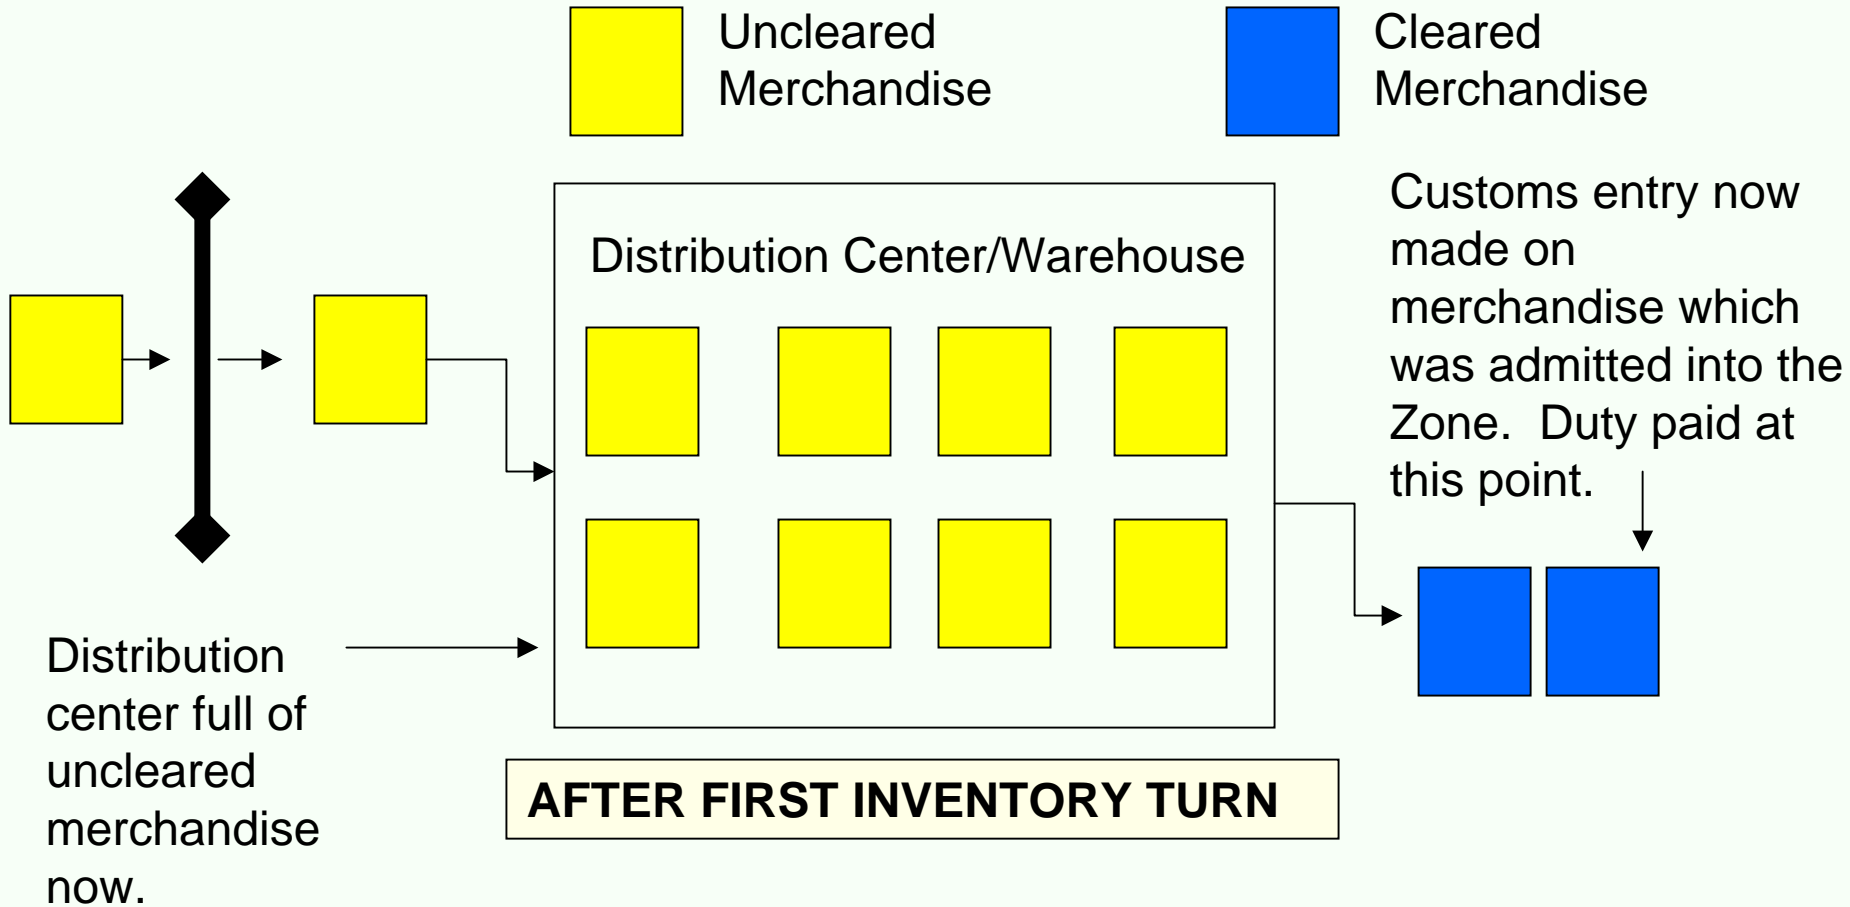 Uncleared
Merchandise
Cleared
Merchandise
Distribution Center/Warehouse
Customs entry now
made on
merchandise which
was admitted into the
Zone.  Duty paid at
this point.
Distribution
center full of
uncleared
merchandise
now.
AFTER FIRST INVENTORY TURN